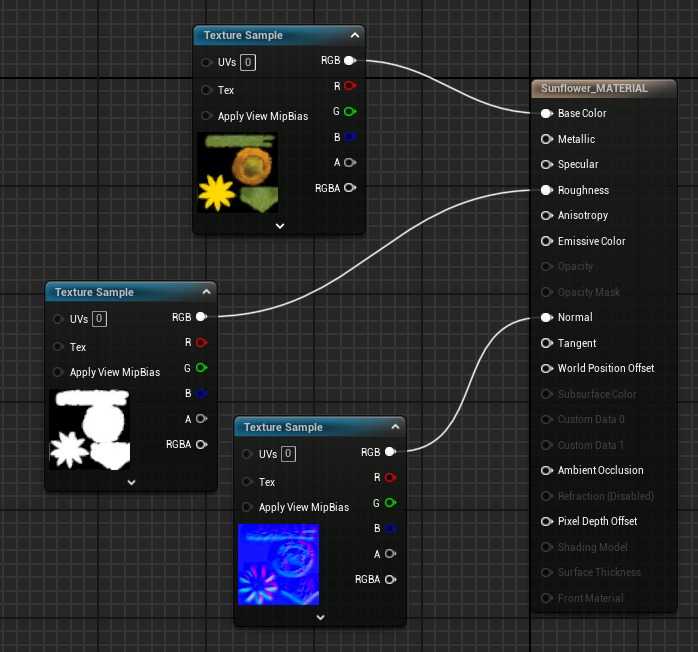 Texture Sample
UVs 0
RGB
Tex
R
Apply View MipBias
G
B
A
RGBA
Texture Sample
UVs 0
RGB
Tex
R
Apply View MipBias
G
B
A
RGBA
Texture Sample
UVs 0
RGB
Tex
R
Apply View MipBias
G
B
A
RGBA
Sunflower_MATERIAL
Base Color
Metallic
Specular
Roughness
Anisotropy
Emissive Color
Opacity
Opacity Mask
Normal
Tangent
World Position Offset
Subsurface Color
Custom Data 0
Custom Data 1
Ambient Occlusion
Refraction (Disabled)
Pixel Depth Offset
Shading Model
Surface Thickness
Front Material